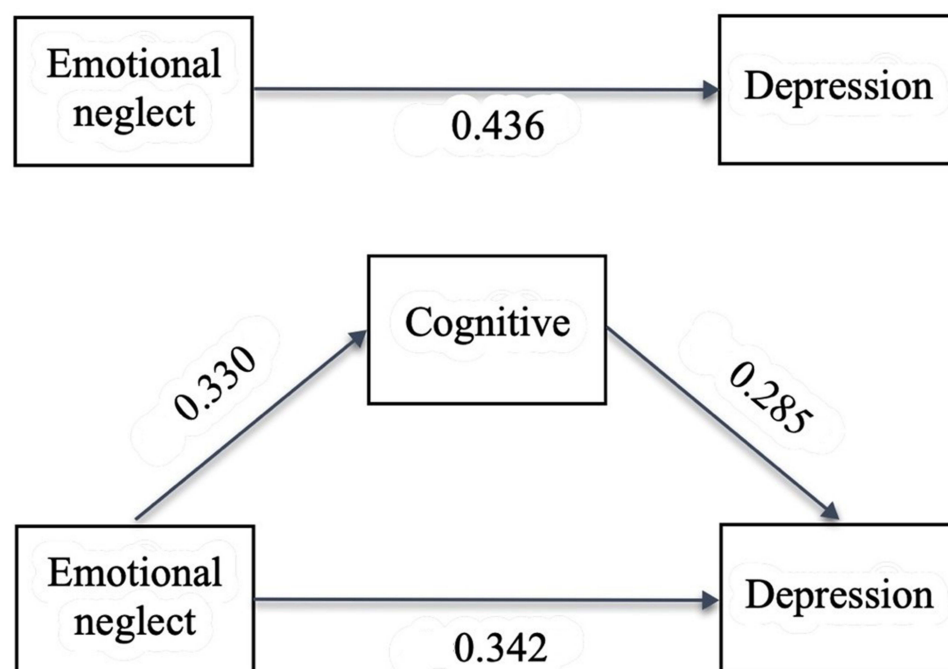 Emotional
neglect
Depression
0.436
Cognitive
0.330
0.285
Emotional
neglect
Depression
0.342